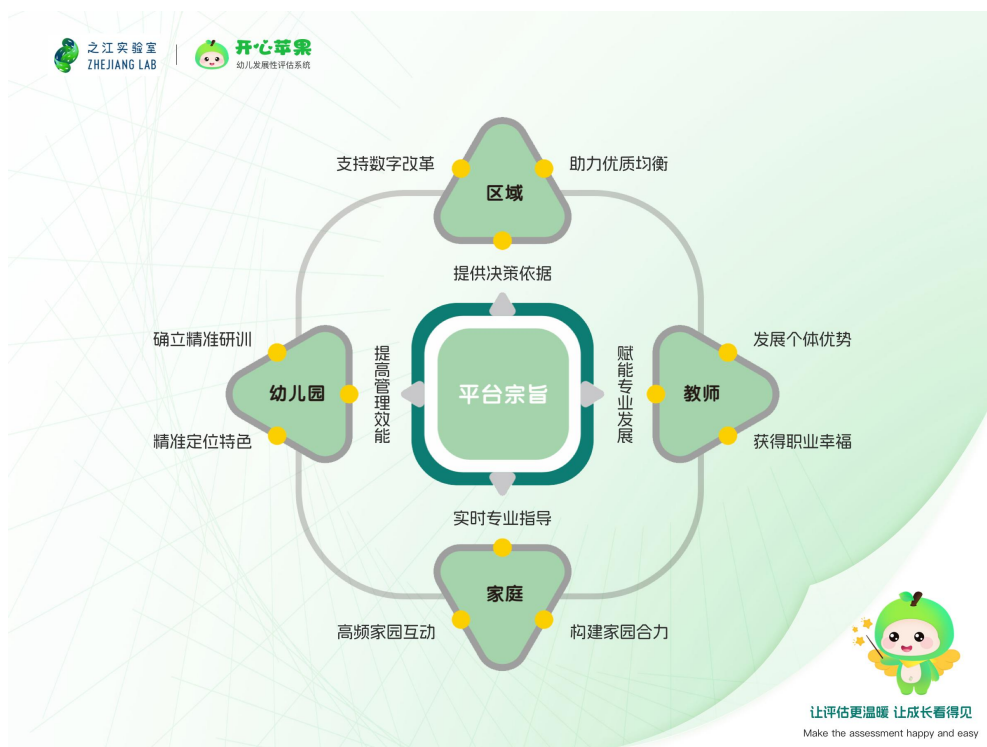 之江实验室
ZHEJIANG LAB
开心苹果
幼儿发展性评估系统
支持数字改革
助力优质均衡
区域
提供决策依据
确立精准研训
幼儿园
精准定位特色
提高管理效能
平台宗旨
赋能专业发展
发展个体优势
教师
获得职业幸福
实时专业指导
家庭
高频家园互动
构建家园合力
让评估更温暖 让成长看得见
Make the assessment happy and easy